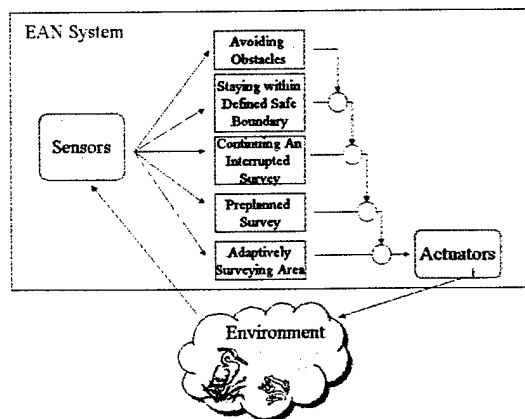 EAN System
Avoiding
Obstacles
Staying within
Defined Safe
Boundary
Sensors
Continuing An
Interrupted
Survey
Preplanned
Survey
Adaptively
Surveying Area
Actuators
Environment